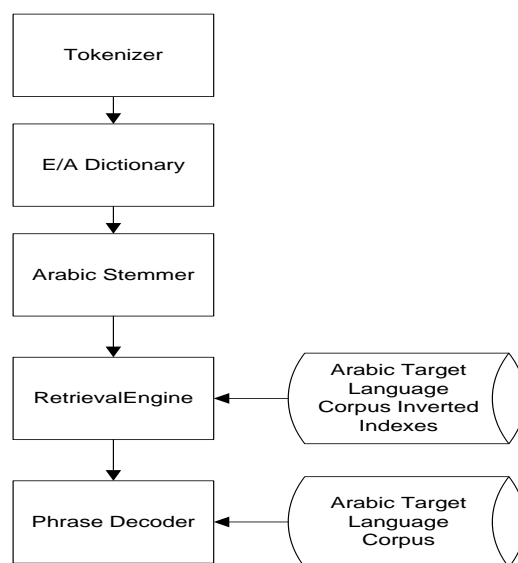 Tokenizer
E/A Dictionary
Arabic Stemmer
RetrievalEngine
Arabic Target
Language
Corpus Inverted
Indexes
Phrase Decoder
Arabic Target
Language
Corpus